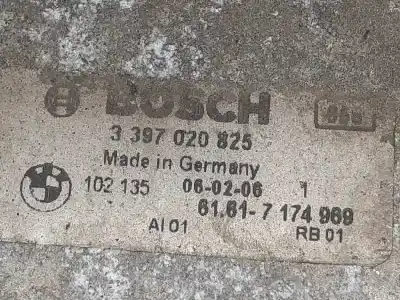 BOSCH
3 397 020 825
Made in Germany
BMW 102 135 06-02-06 1
61.61-7 174 969
AI 01 RB 01